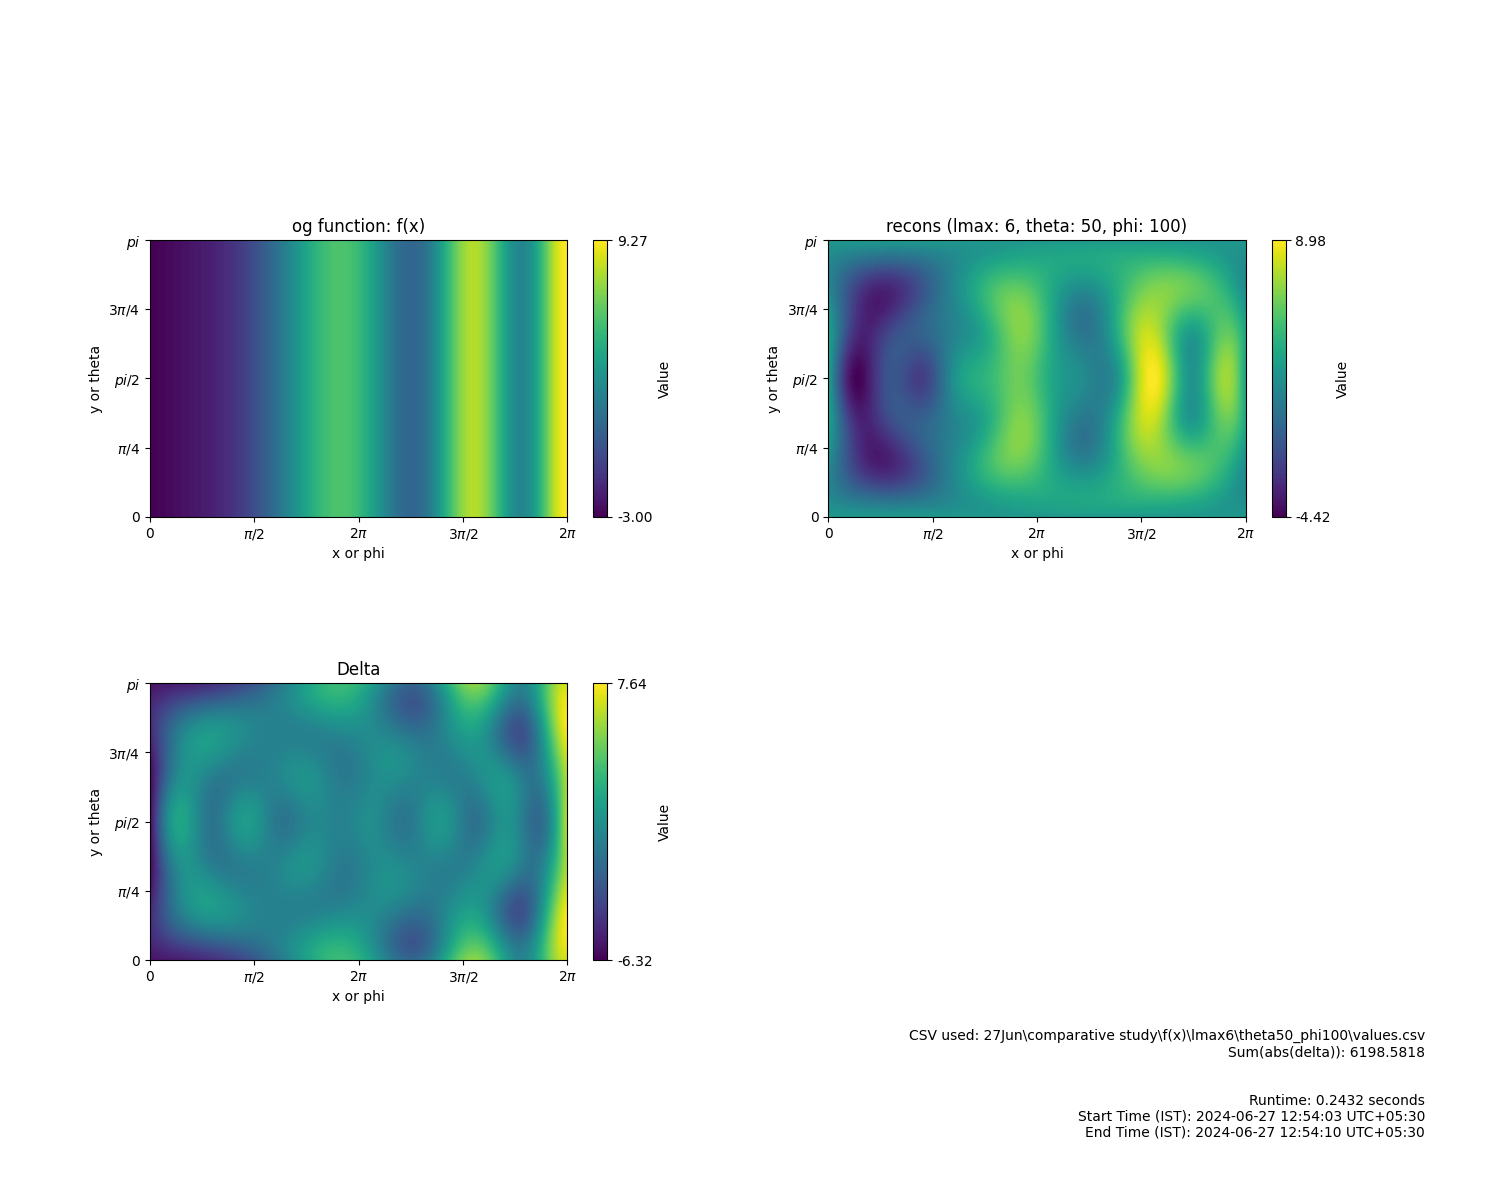 og function: f(x)
pi
3π/4
pi/2
π/4
0
y or theta
0
π/2
2π
3π/2
2π
x or phi
9.27
-3.00
Value
recons (lmax: 6, theta: 50, phi: 100)
pi
3π/4
pi/2
π/4
0
y or theta
0
π/2
2π
3π/2
2π
x or phi
8.98
-4.42
Value
Delta
pi
3π/4
pi/2
π/4
0
y or theta
0
π/2
2π
3π/2
2π
x or phi
7.64
-6.32
Value
CSV used: 27Jun\comparative study\f(x)\lmax6\theta50_phi100\values.csv
Sum(abs(delta)): 6198.5818
Runtime: 0.2432 seconds
Start Time (IST): 2024-06-27 12:54:03 UTC+05:30
End Time (IST): 2024-06-27 12:54:10 UTC+05:30